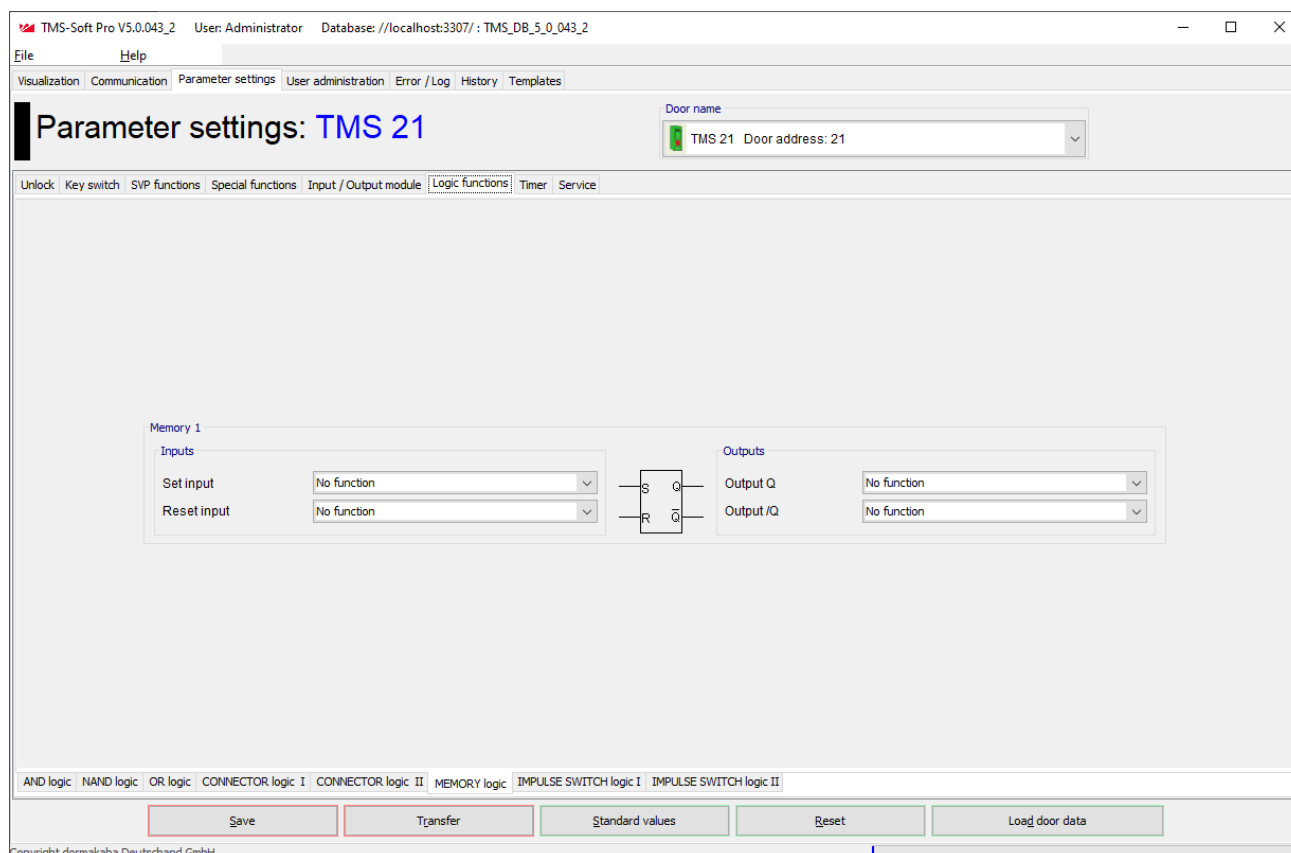 TMS-Soft Pro V5.0.043_2 User: Administrator Database: //localhost:3307/ : TMS_DB_5_0_043_2
File Help
Visualization Communication Parameter settings User administration Error / Log History Templates
Parameter settings: TMS 21
Door name
TMS 21 Door address: 21
Unlock Key switch SVP functions Special functions Input / Output module Logic functions Timer Service
Memory 1
Inputs
Set input No function
Reset input No function
S Q
R Q̅
Outputs
Output Q No function
Output /Q No function
AND logic NAND logic OR logic CONNECTOR logic I CONNECTOR logic II MEMORY logic IMPULSE SWITCH logic I IMPULSE SWITCH logic II
Save Transfer Standard values Reset Load door data
Copyright dormakaba Deutschand GmbH